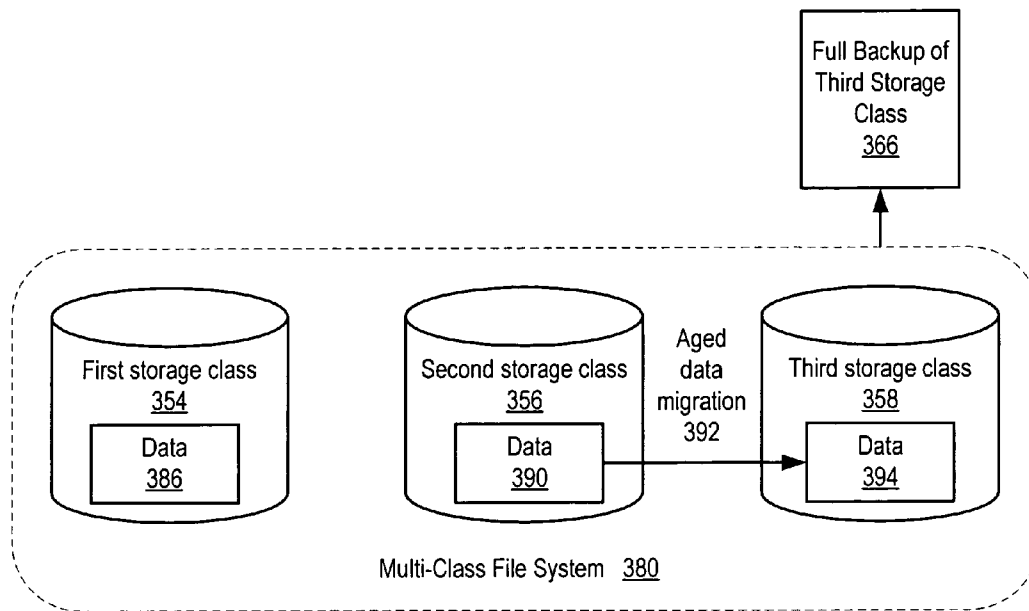 Full Backup of
Third Storage
Class
366
First storage class
354
Data
386
Second storage class
356
Data
390
Aged
data
migration
392
Third storage class
358
Data
394
Multi-Class File System 380